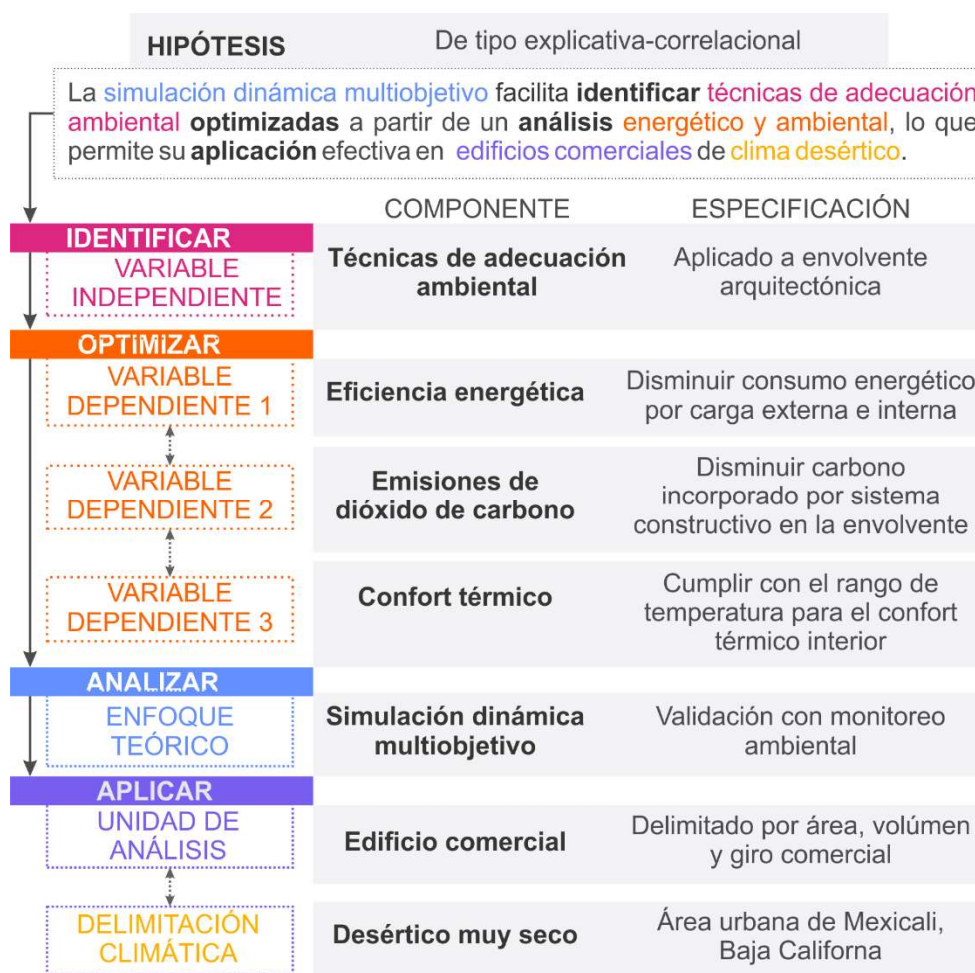 HIPÓTESIS De tipo explicativa-correlacional
La simulación dinámica multiobjetivo facilita identificar técnicas de adecuación
ambiental optimizadas a partir de un análisis energético y ambiental, lo que
permite su aplicación efectiva en edificios comerciales de clima desértico.
COMPONENTE ESPECIFICACIÓN
IDENTIFICAR
VARIABLE
INDEPENDIENTE
Técnicas de adecuación
ambiental
Aplicado a envolvente
arquitectónica
OPTIMIZAR
VARIABLE
DEPENDIENTE 1
Eficiencia energética
Disminuir consumo energético
por carga externa e interna
VARIABLE
DEPENDIENTE 2
Emisiones de
dióxido de carbono
Disminuir carbono
incorporado por sistema
constructivo en la envolvente
VARIABLE
DEPENDIENTE 3
Confort térmico
Cumplir con el rango de
temperatura para el confort
térmico interior
ANALIZAR
ENFOQUE
TEÓRICO
Simulación dinámica
multiobjetivo
Validación con monitoreo
ambiental
APLICAR
UNIDAD DE
ANÁLISIS
Edificio comercial
Delimitado por área, volúmen
y giro comercial
DELIMITACIÓN
CLIMÁTICA
Desértico muy seco
Área urbana de Mexicali,
Baja Californa